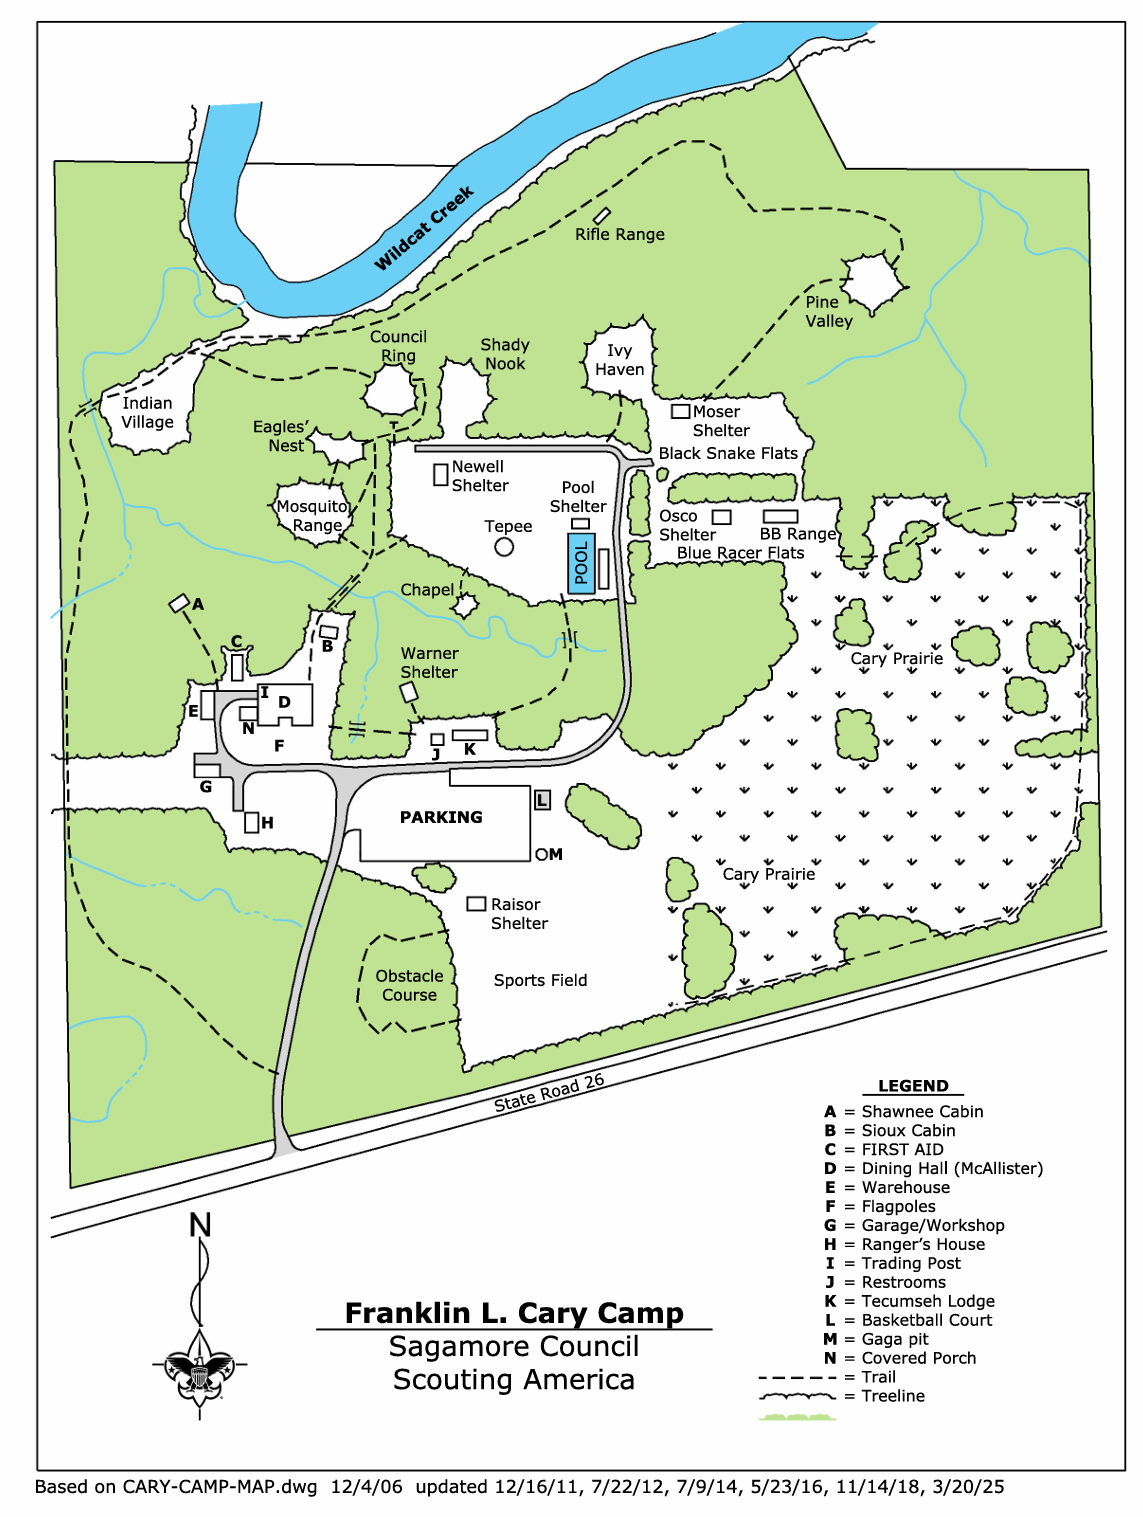 Wildcat Creek
Rifle Range
Pine
Valley
Council
Ring
Shady
Nook
Ivy
Haven
Indian
Village
Eagles’
Nest
Moser
Shelter
Black Snake Flats
Newell
Shelter
Mosquito
Range
Pool
Shelter
Tepee
POOL
Osco
Shelter
BB Range
Blue Racer Flats
Chapel
A
B
C
Warner
Shelter
Cary Prairie
I
D
E
N
F
J
K
G
H
L
PARKING
M
Cary Prairie
Raisor
Shelter
Obstacle
Course
Sports Field
State Road 26
LEGEND
A = Shawnee Cabin
B = Sioux Cabin
C = FIRST AID
D = Dining Hall (McAllister)
E = Warehouse
F = Flagpoles
G = Garage/Workshop
H = Ranger’s House
I = Trading Post
J = Restrooms
K = Tecumseh Lodge
L = Basketball Court
M = Gaga pit
N = Covered Porch
= Trail
= Treeline
N
Franklin L. Cary Camp
Sagamore Council
Scouting America
Based on CARY-CAMP-MAP.dwg 12/4/06 updated 12/16/11, 7/22/12, 7/9/14, 5/23/16, 11/14/18, 3/20/25